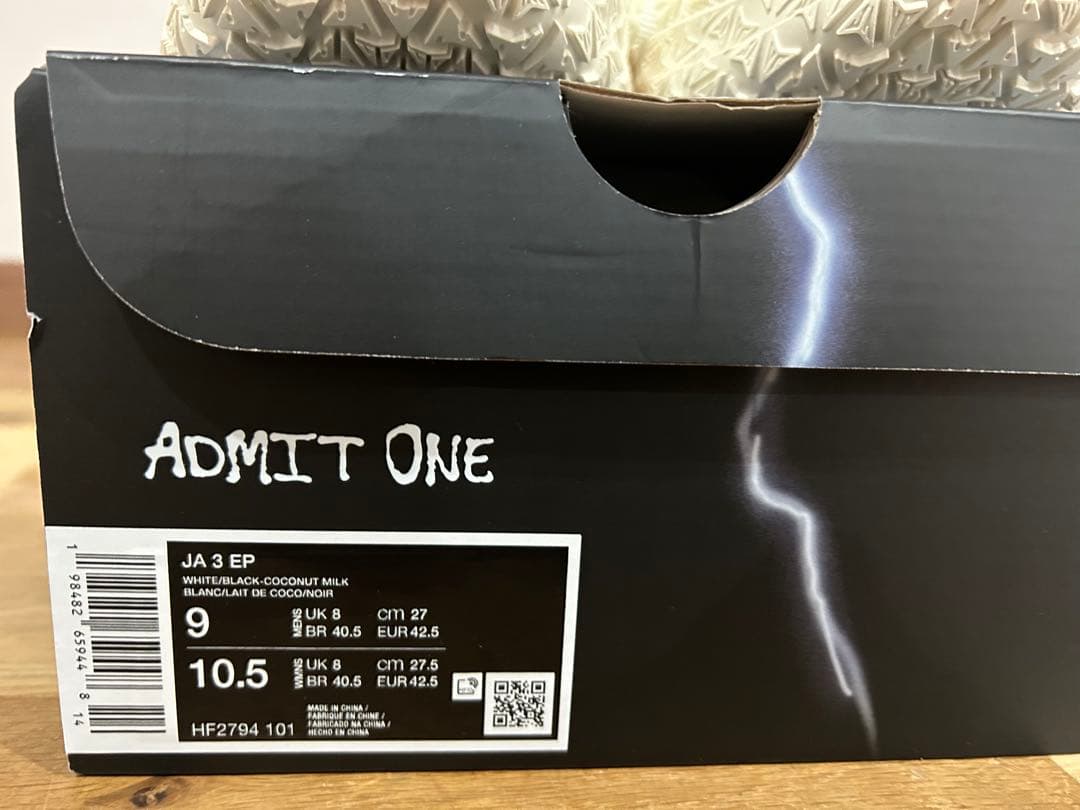 ADMIT ONE
JA 3 EP
WHITE/BLACK-COCONUT MILK
BLANC/LAIT DE COCO/NOIR
9 MENS UK 8 CM 27
BR 40.5 EUR 42.5
10.5 WMNS UK 8 CM 27.5
BR 40.5 EUR 42.5
HF2794 101
MADE IN CHINA /
FABRIQUE EN CHINE /
FABRICADO NA CHINA /
HECHO EN CHINA
1 98482 65944 8 14